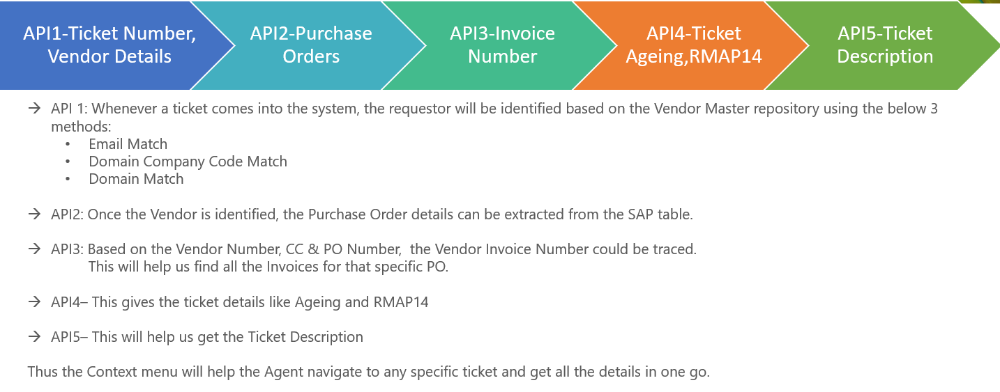 API1-Ticket Number,
Vendor Details
API2-Purchase
Orders
API3-Invoice
Number
API4-Ticket
Ageing,RMAP14
API5-Ticket
Description
→ API 1: Whenever a ticket comes into the system, the requestor will be identified based on the Vendor Master repository using the below 3
methods:
• Email Match
• Domain Company Code Match
• Domain Match
→ API2: Once the Vendor is identified, the Purchase Order details can be extracted from the SAP table.
→ API3: Based on the Vendor Number, CC & PO Number,  the Vendor Invoice Number could be traced.
This will help us find all the Invoices for that specific PO.
→ API4– This gives the ticket details like Ageing and RMAP14
→ API5– This will help us get the Ticket Description
Thus the Context menu will help the Agent navigate to any specific ticket and get all the details in one go.